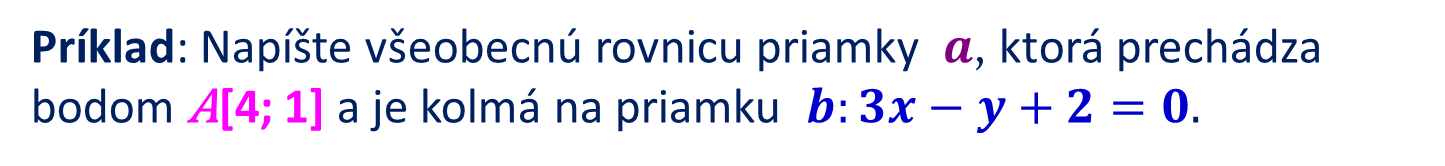 Príklad: Napíšte všeobecnú rovnicu priamky a, ktorá prechádza
bodom A[4; 1] a je kolmá na priamku b: 3x − y + 2 = 0.